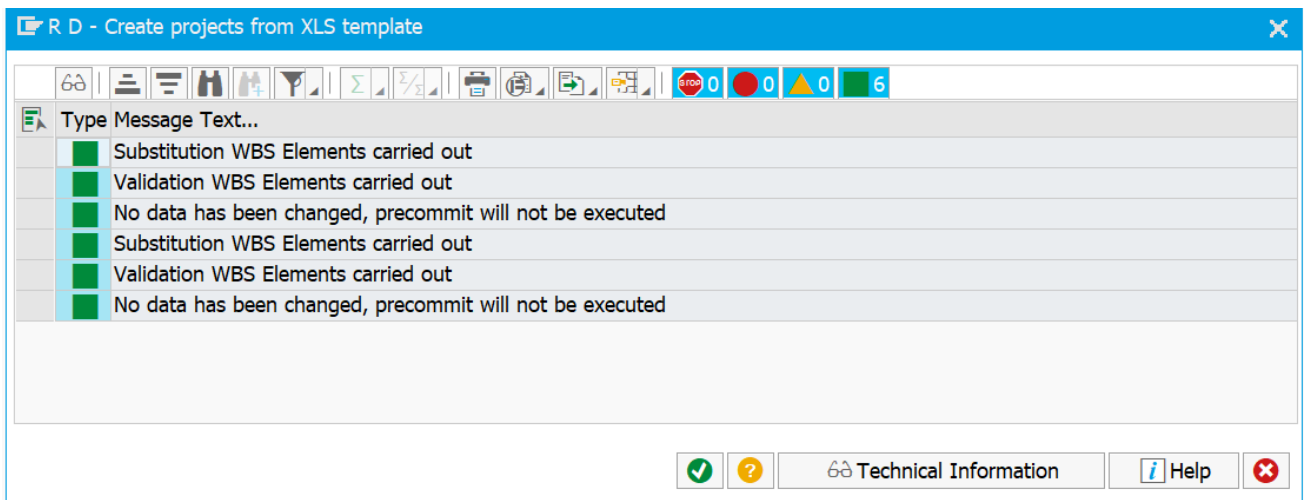 R D - Create projects from XLS template
STOP 0 0 0 6
Type Message Text...
Substitution WBS Elements carried out
Validation WBS Elements carried out
No data has been changed, precommit will not be executed
Substitution WBS Elements carried out
Validation WBS Elements carried out
No data has been changed, precommit will not be executed
? Technical Information i Help